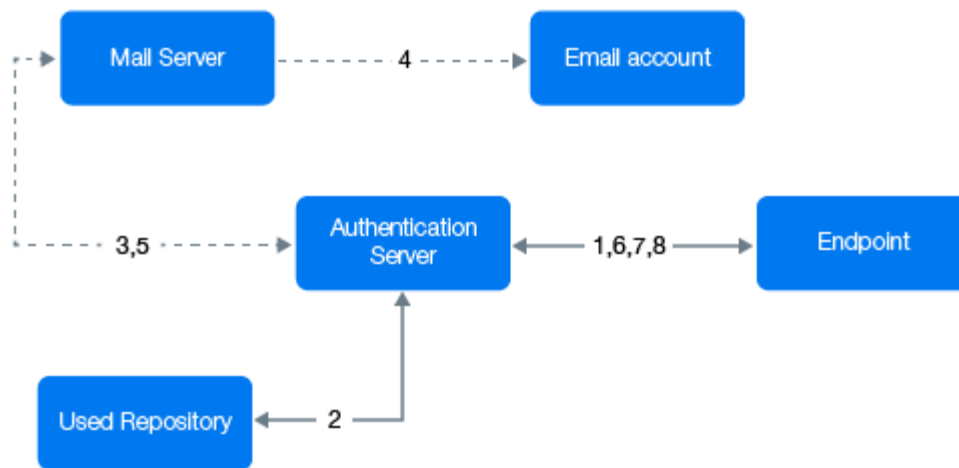 Mail Server
4
Email account
Authentication
Server
3,5
1,6,7,8
Endpoint
Used Repository
2